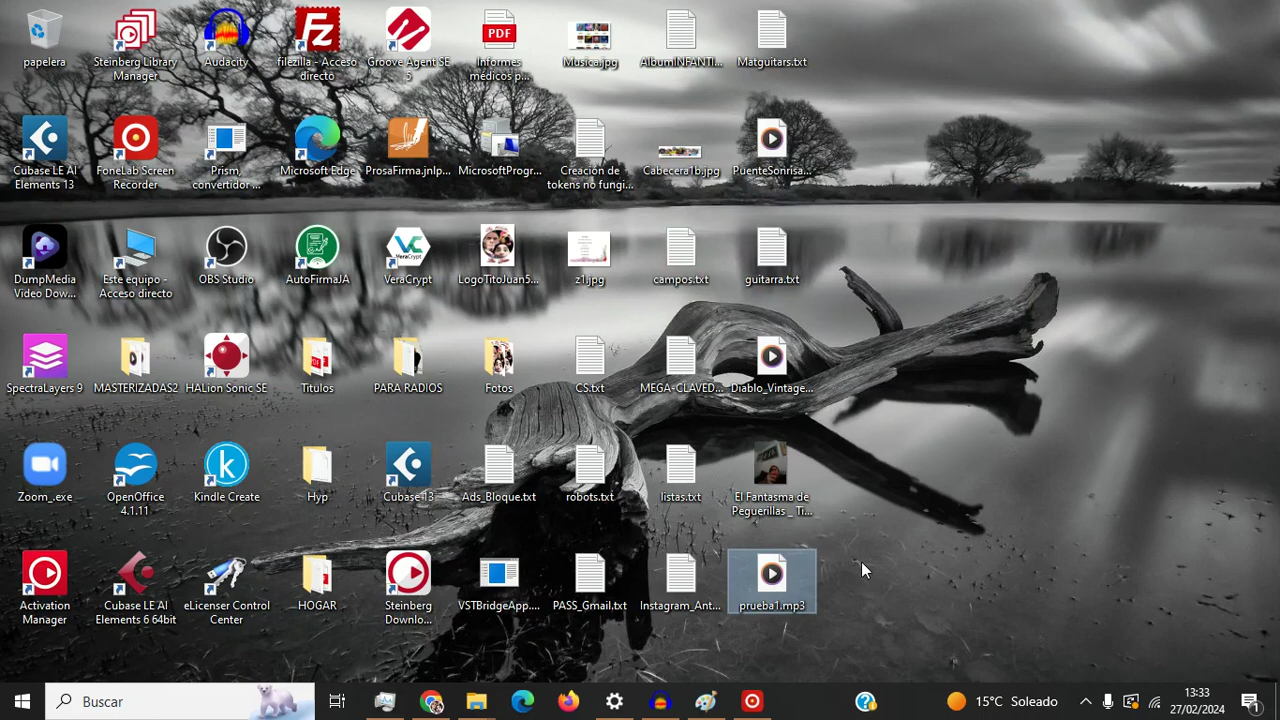 papelera
Steinberg Library
Manager
Audacity
filezilla - Acceso
directo
Groove Agent SE
5
PDF
Informes
médicos p...
Musica.jpg
AlbumINFANTI...
Matguitars.txt
Cubase LE AI
Elements 13
FoneLab Screen
Recorder
Prism,
convertidor ...
Microsoft Edge
ProsaFirma.jnlp...
MicrosoftProgr...
Creación de
tokens no fungi...
Cabecera1b.jpg
PuenteSonrisa...
DumpMedia
Video Dow...
Este equipo -
Acceso directo
OBS Studio
AutoFirmaJA
VeraCrypt
LogoTitoJuan5...
z1.jpg
campos.txt
guitarra.txt
SpectraLayers 9
MASTERIZADAS2
HALion Sonic SE
Titulos
PARA RADIOS
Fotos
CS.txt
MEGA-CLAVED...
Diablo_Vintage...
Zoom_exe
OpenOffice
4.1.11
Kindle Create
Hyp
Cubase 13
Ads_Bloque.txt
robots.txt
listas.txt
El Fantasma de
Peguerillas _ Ti...
Activation
Manager
Cubase LE AI
Elements 6 64bit
eLicenser Control
Center
HOGAR
Steinberg
Downlo...
VSTBridgeApp....
PASS_Gmail.txt
Instagram_Ant...
prueba1.mp3
Buscar
15°C Soleado
13:33
27/02/2024
1